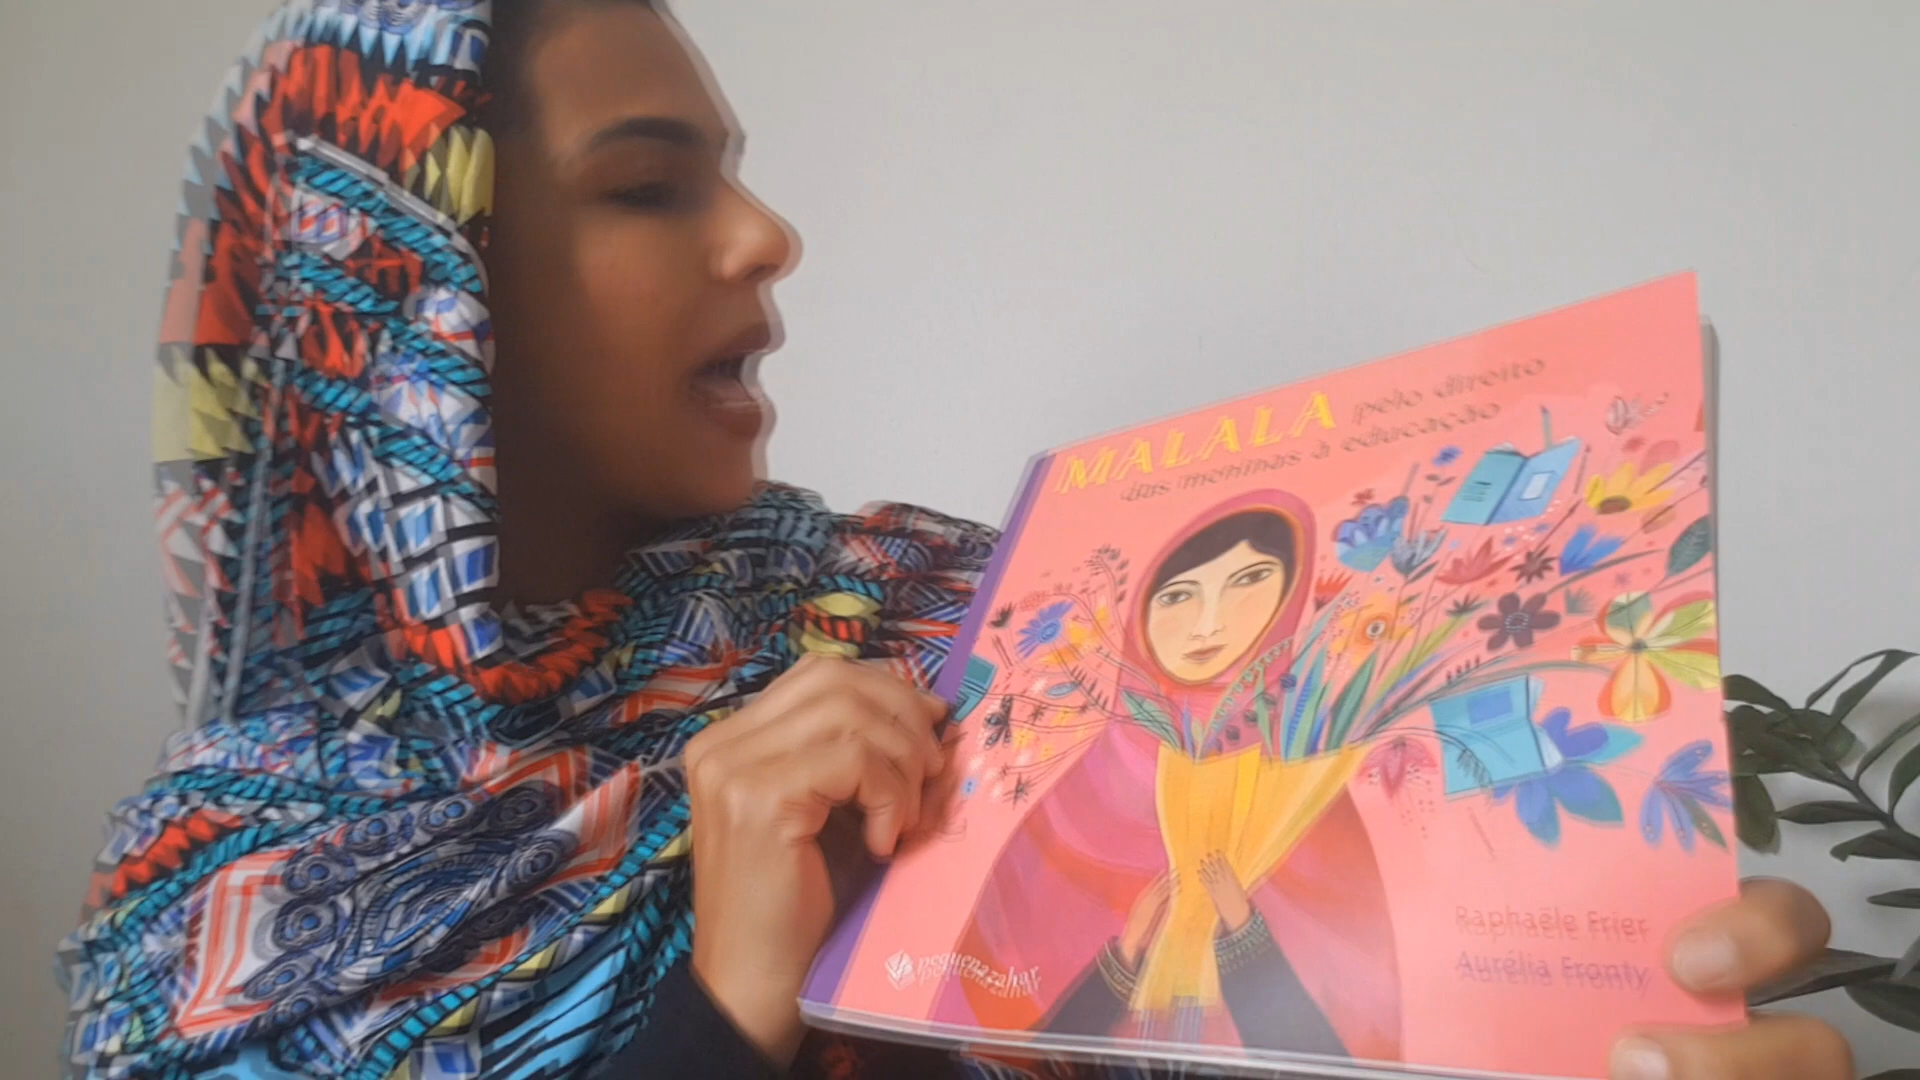 MALALA pelo direito
das meninas à educação
Raphaële Frier
Aurélia Fronty
pequenazahar